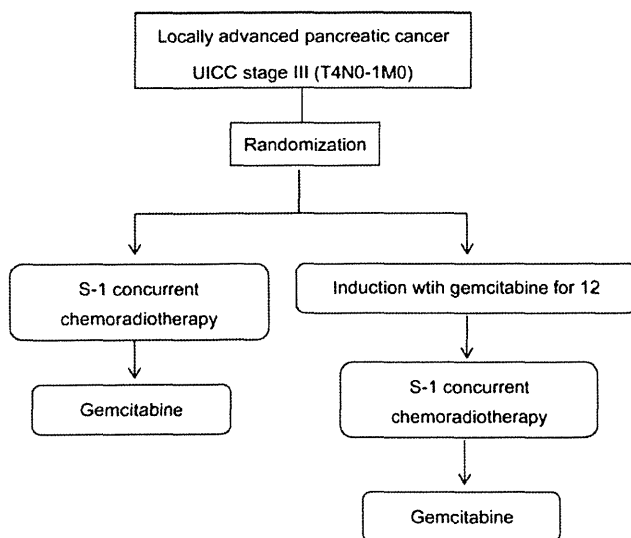 Locally advanced pancreatic cancer
UICC stage III (T4N0-1M0)
Randomization
S-1 concurrent
chemoradiotherapy
Gemcitabine
Induction wtih gemcitabine for 12
S-1 concurrent
chemoradiotherapy
Gemcitabine